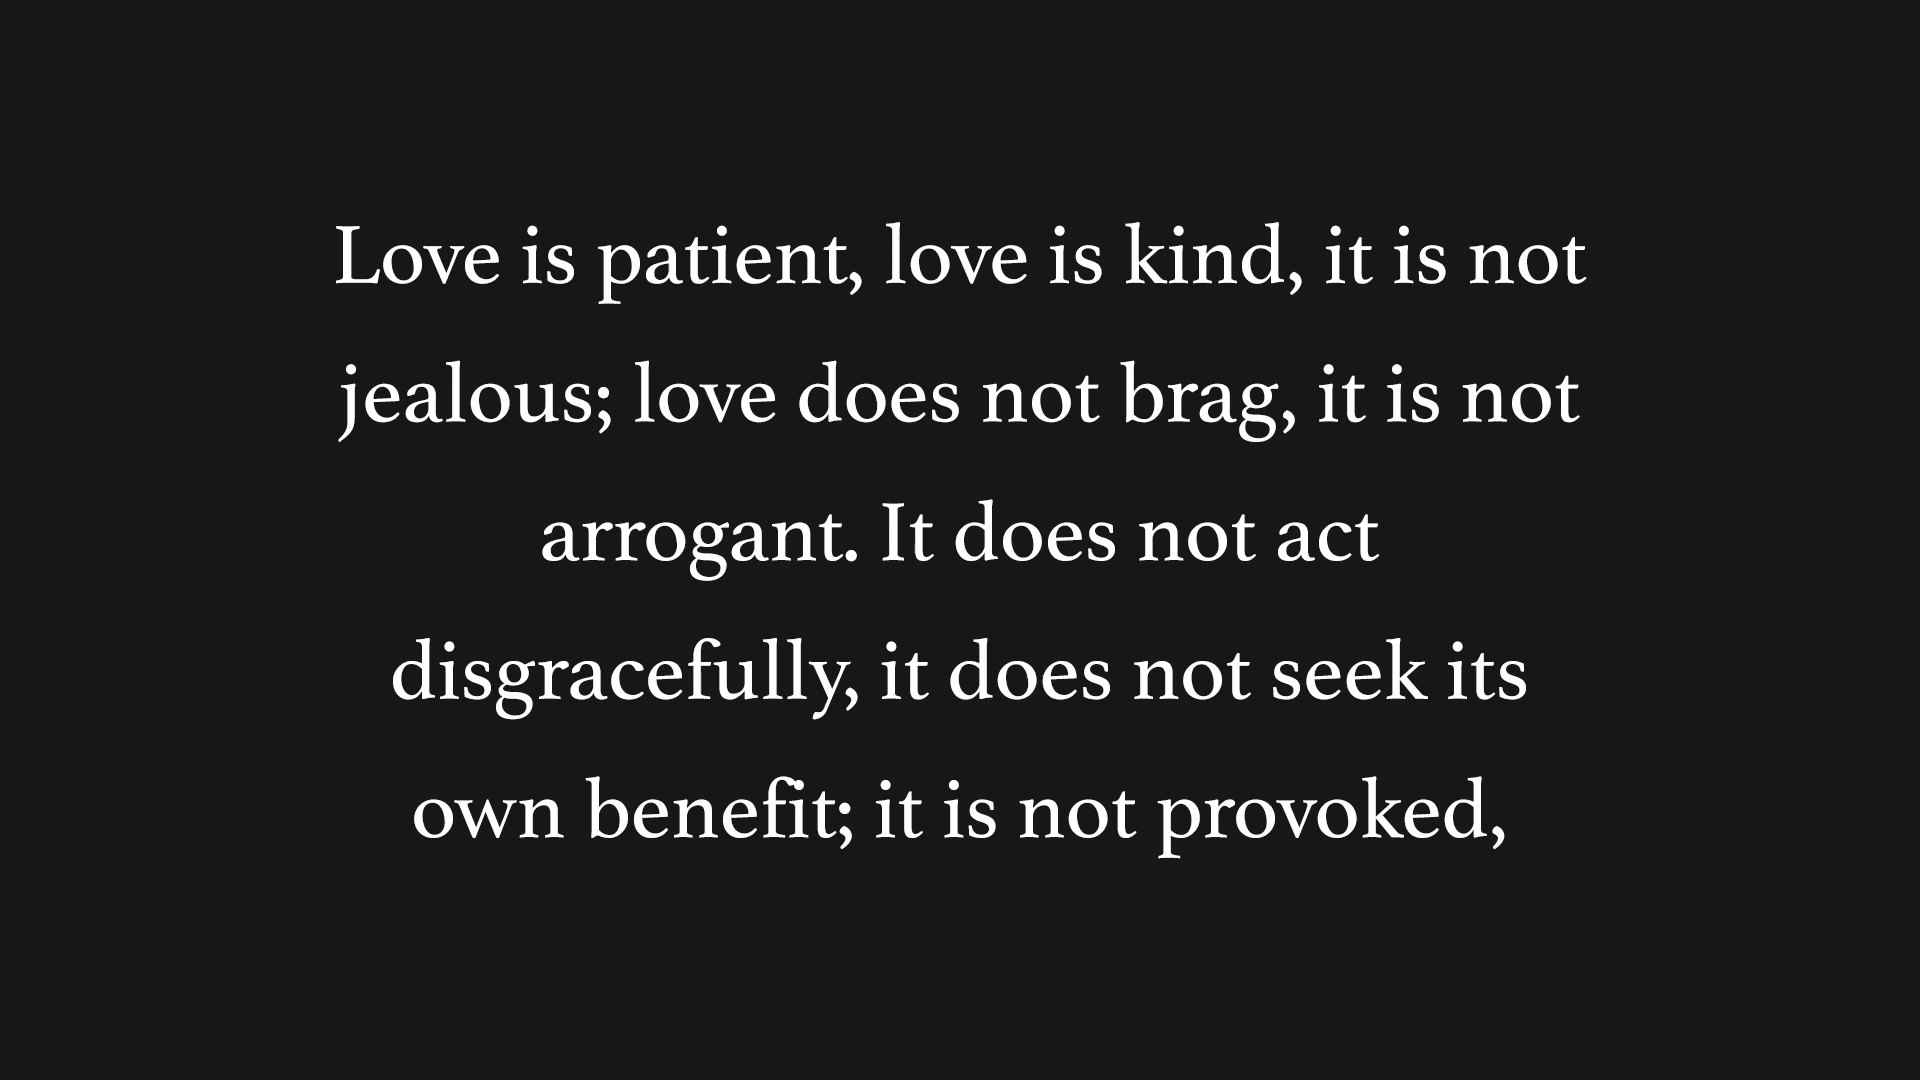 Love is patient, love is kind, it is not
jealous; love does not brag, it is not
arrogant. It does not act
disgracefully, it does not seek its
own benefit; it is not provoked,